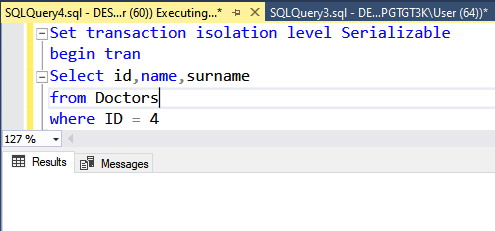 SQLQuery4.sql - DES...r (60)) Executing...* SQLQuery3.sql - DE...PGTGT3K\User (64))*
Set transaction isolation level Serializable
begin tran
Select id,name,surname
from Doctors
where ID = 4
127 %
Results Messages